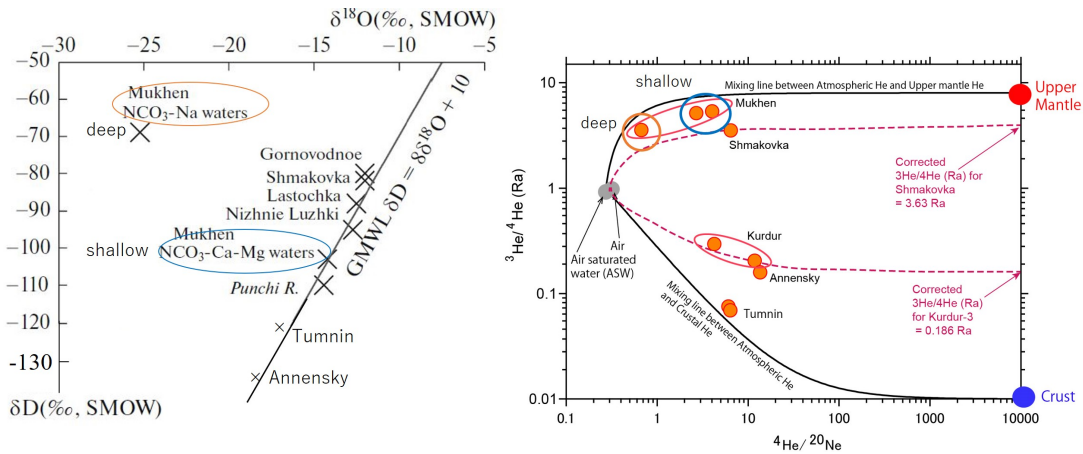 δ¹⁸O(‰, SMOW)
−30
−25
−20
−15
−10
−5
−50
−60
−70
−80
−90
−100
−110
−120
-130
δD(‰, SMOW)
Mukhen
NCO₃-Na waters
deep
Gornovodnoe
Shmakovka
Lastochka
Nizhnie Luzhki
GMWL δD = 8δ¹⁸O + 10
shallow
Mukhen
NCO₃-Ca-Mg waters
Punchi R.
Tumnin
Annensky
³He/⁴He (Ra)
10
1
0.1
0.01
0.1
1
10
100
1000
10000
⁴He/²⁰Ne
shallow
Mixing line between Atmospheric He and Upper mantle He
Upper
Mantle
Mukhen
deep
Shmakovka
Corrected
3He/4He (Ra) for
Shmakovka
= 3.63 Ra
Air
Air saturated
water (ASW)
Kurdur
Annensky
Mixing line between Atmospheric He
and Crustal He
Tumnin
Corrected
3He/4He (Ra)
for Kurdur-3
= 0.186 Ra
Crust